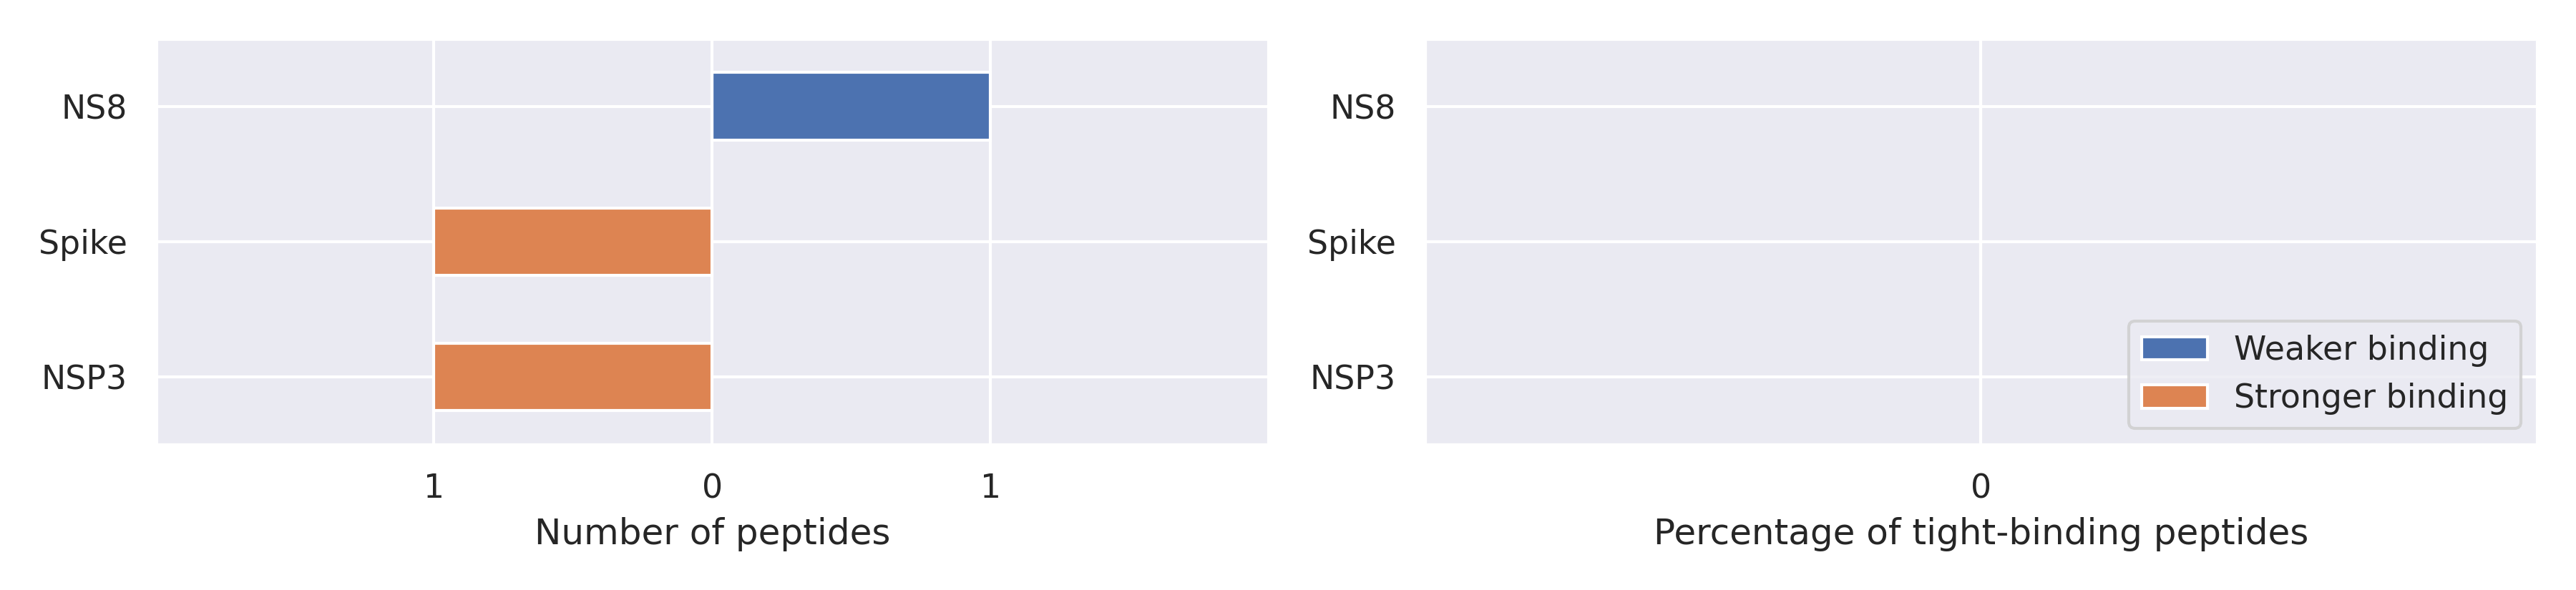 NS8
Spike
NSP3
1 0 1
Number of peptides
NS8
Spike
NSP3
Weaker binding
Stronger binding
0
Percentage of tight-binding peptides